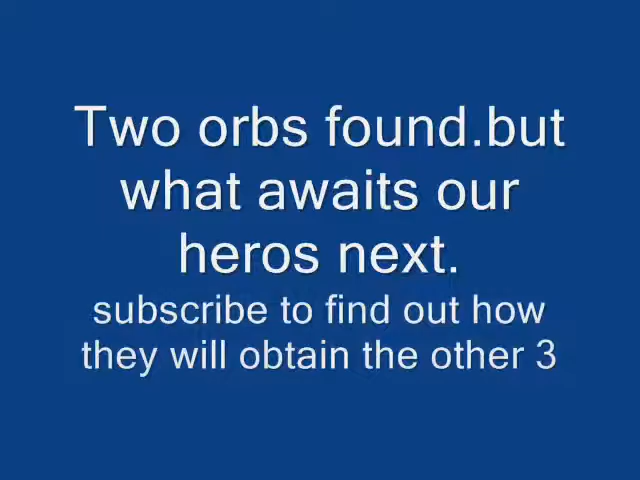 Two orbs found.but
what awaits our
heros next.
subscribe to find out how
they will obtain the other 3